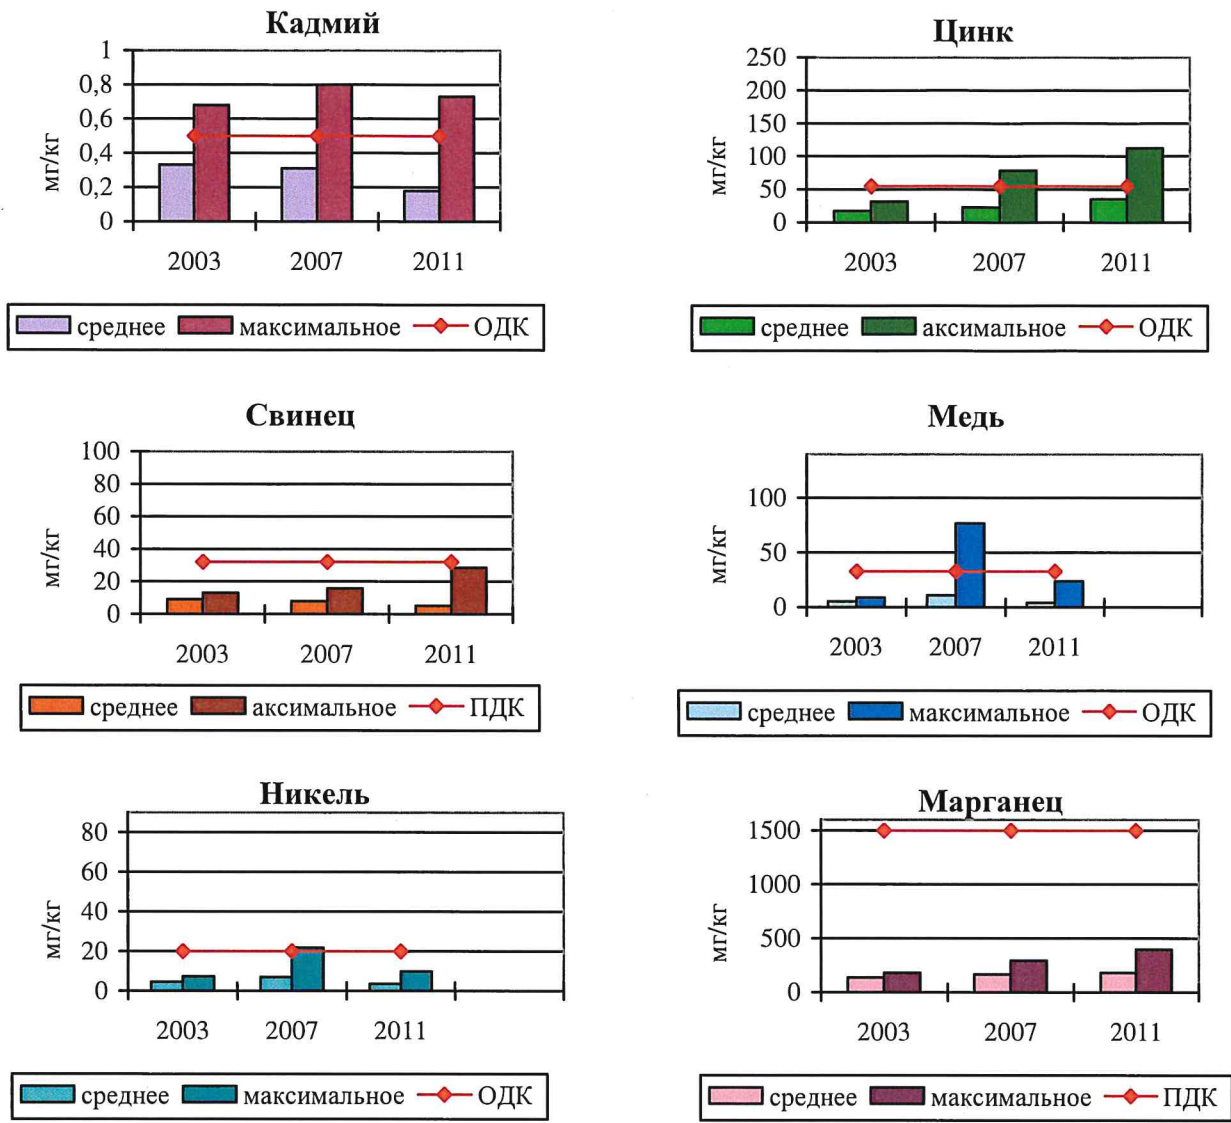 Кадмий
1
0,8
0,6
0,4
0,2
0
мг/кг
2003 2007 2011
среднее максимальное ОДК
Цинк
250
200
150
100
50
0
мг/кг
2003 2007 2011
среднее аксимальное ОДК
Свинец
100
80
60
40
20
0
мг/кг
2003 2007 2011
среднее аксимальное ПДК
Медь
100
50
0
мг/кг
2003 2007 2011
среднее максимальное ОДК
Никель
80
60
40
20
0
мг/кг
2003 2007 2011
среднее максимальное ОДК
Марганец
1500
1000
500
0
мг/кг
2003 2007 2011
среднее максимальное ПДК